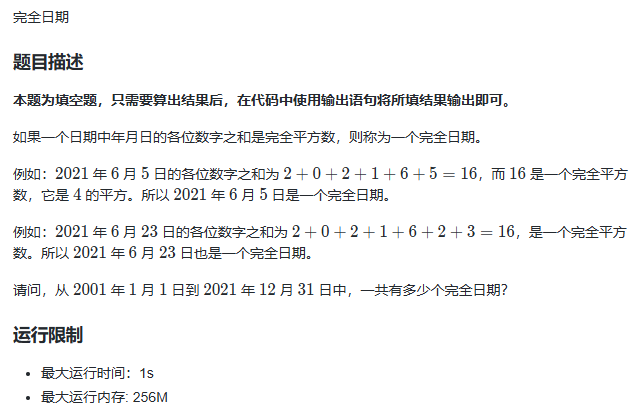 完全日期
题目描述
本题为填空题，只需要算出结果后，在代码中使用输出语句将所填结果输出即可。
如果一个日期中年月日的各位数字之和是完全平方数，则称为一个完全日期。
例如：2021 年 6 月 5 日的各位数字之和为 2 + 0 + 2 + 1 + 6 + 5 = 16，而 16 是一个完全平方
数，它是 4 的平方。所以 2021 年 6 月 5 日是一个完全日期。
例如：2021 年 6 月 23 日的各位数字之和为 2 + 0 + 2 + 1 + 6 + 2 + 3 = 16，是一个完全平方
数。所以 2021 年 6 月 23 日也是一个完全日期。
请问，从 2001 年 1 月 1 日到 2021 年 12 月 31 日中，一共有多少个完全日期？
运行限制
• 最大运行时间：1s
• 最大运行内存: 256M